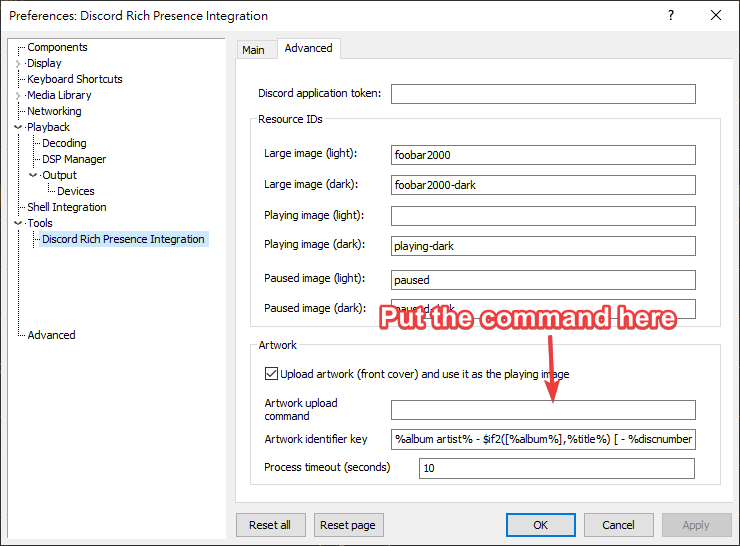 Preferences: Discord Rich Presence Integration
Components
Display
Keyboard Shortcuts
Media Library
Networking
Playback
Decoding
DSP Manager
Output
Devices
Shell Integration
Tools
Discord Rich Presence Integration
Advanced
Main
Advanced
Discord application token:
Resource IDs
Large image (light): foobar2000
Large image (dark): foobar2000-dark
Playing image (light):
Playing image (dark): playing-dark
Paused image (light): paused
Paused image (dark):
Put the command here
Artwork
Upload artwork (front cover) and use it as the playing image
Artwork upload
command
Artwork identifier key %album artist% - $if2([%album%],%title%) [ - %discnumber
Process timeout (seconds) 10
Reset all Reset page OK Cancel Apply